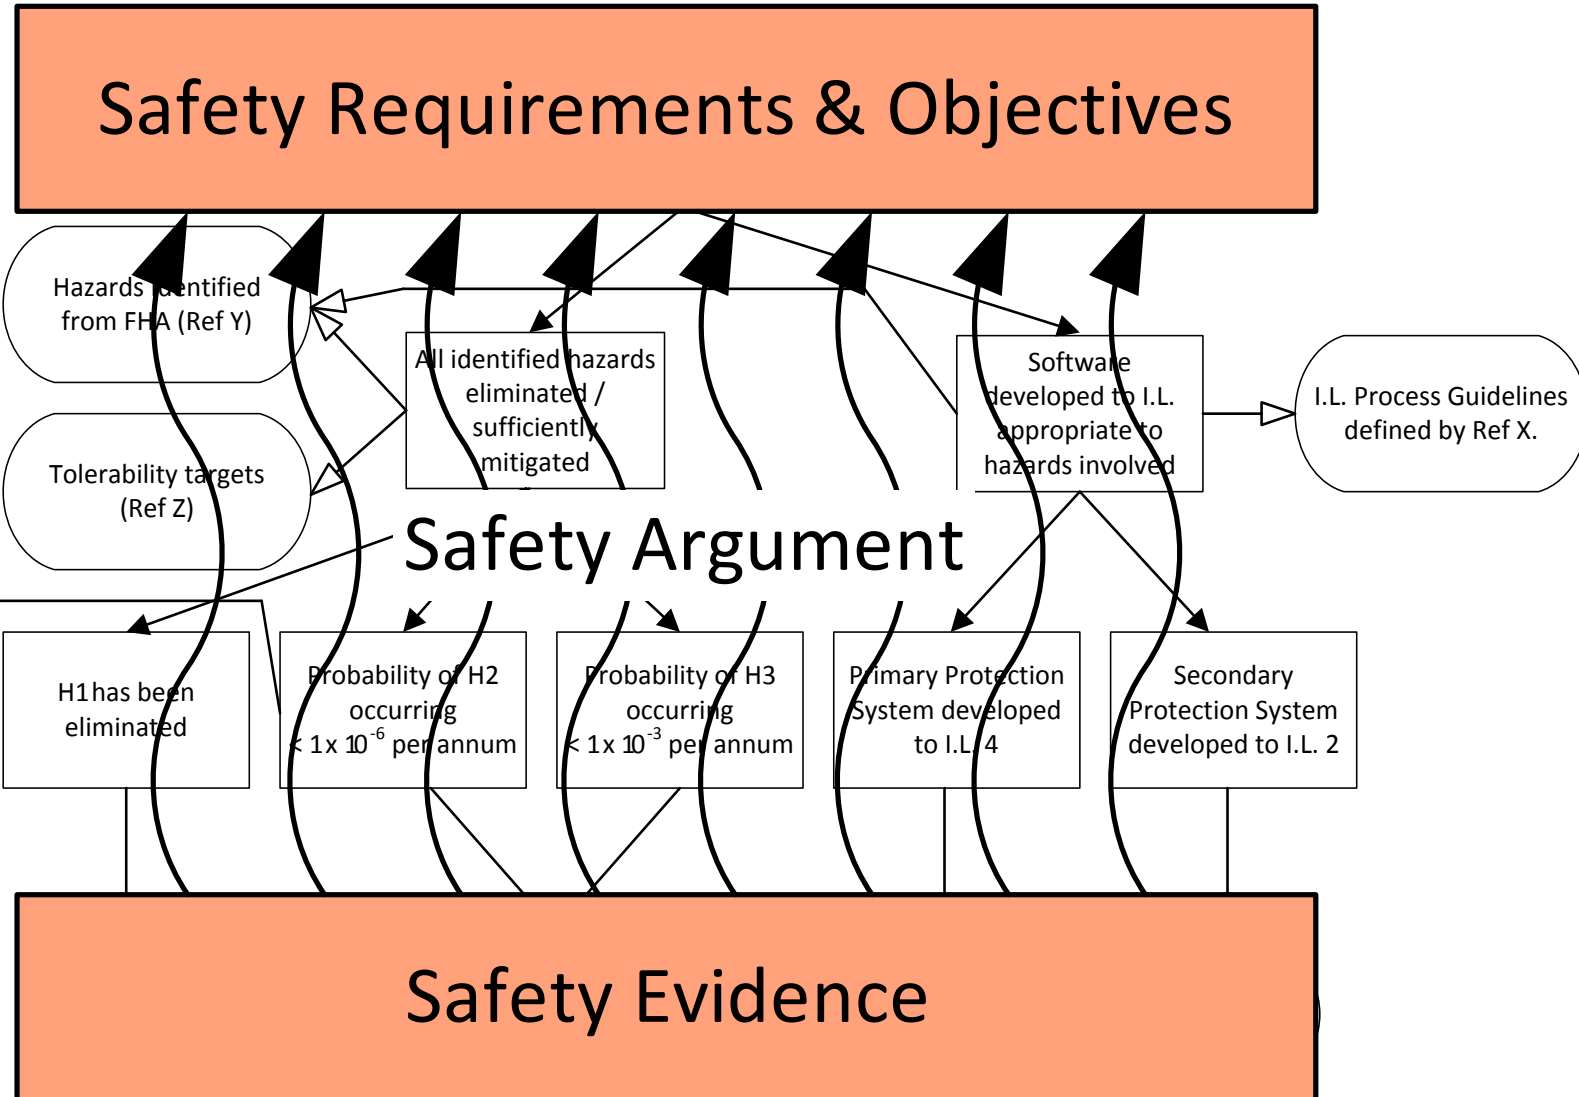 Safety Requirements & Objectives
Hazards identified
from FHA (Ref Y)
All identified hazards
eliminated /
sufficiently
mitigated
Software
developed to I.L.
appropriate to
hazards involved
I.L. Process Guidelines
defined by Ref X.
Tolerability targets
(Ref Z)
Safety Argument
H1 has been
eliminated
Probability of H2
occurring
< 1 x 10⁻⁶ per annum
Probability of H3
occurring
< 1 x 10⁻³ per annum
Primary Protection
System developed
to I.L. 4
Secondary
Protection System
developed to I.L. 2
Safety Evidence